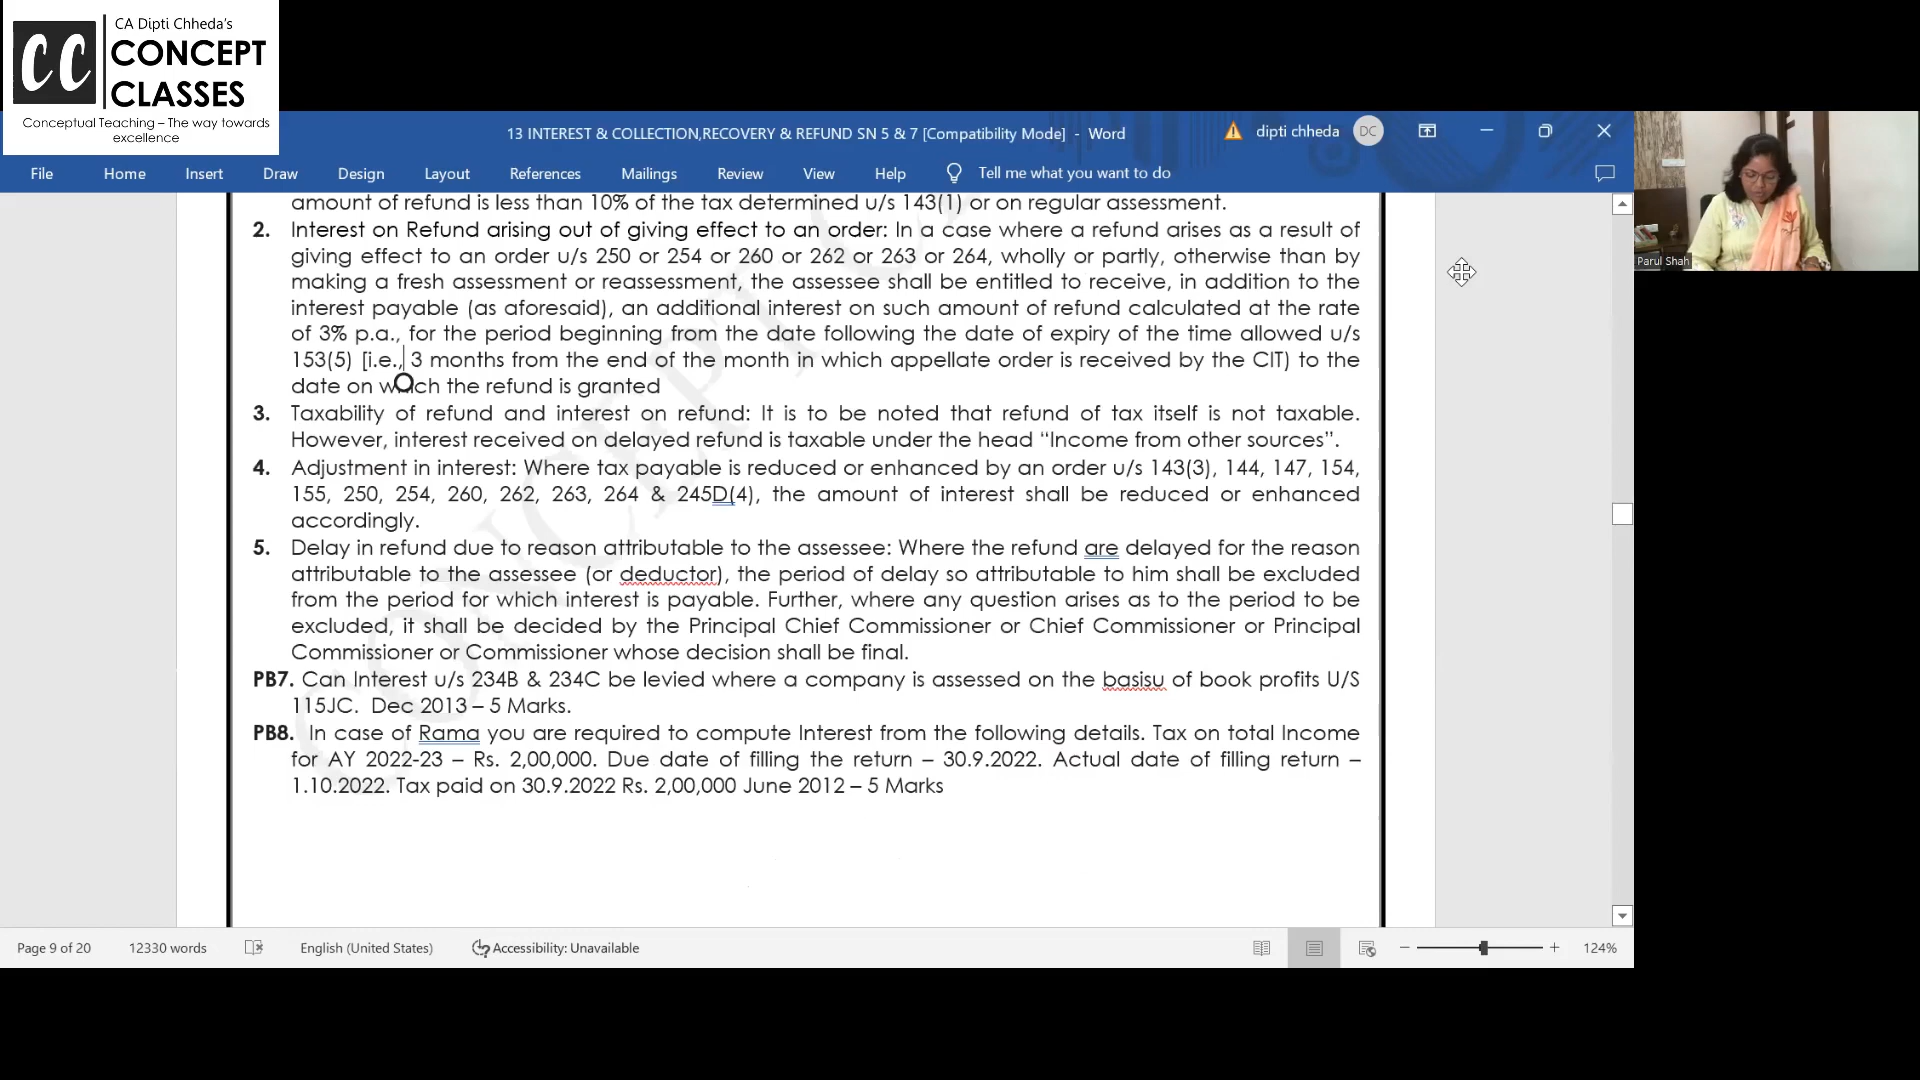 CA Dipti Chheda's
CC
CONCEPT
CLASSES
Conceptual Teaching – The way towards
excellence
13 INTEREST & COLLECTION,RECOVERY & REFUND SN 5 & 7 [Compatibility Mode] - Word
dipti chheda
DC
File Home Insert Draw Design Layout References Mailings Review View Help Tell me what you want to do
amount of refund is less than 10% of the tax determined u/s 143(1) or on regular assessment.
2. Interest on Refund arising out of giving effect to an order: In a case where a refund arises as a result of
giving effect to an order u/s 250 or 254 or 260 or 262 or 263 or 264, wholly or partly, otherwise than by
making a fresh assessment or reassessment, the assessee shall be entitled to receive, in addition to the
interest payable (as aforesaid), an additional interest on such amount of refund calculated at the rate
of 3% p.a., for the period beginning from the date following the date of expiry of the time allowed u/s
153(5) [i.e., 3 months from the end of the month in which appellate order is received by the CIT) to the
date on which the refund is granted
3. Taxability of refund and interest on refund: It is to be noted that refund of tax itself is not taxable.
However, interest received on delayed refund is taxable under the head “Income from other sources”.
4. Adjustment in interest: Where tax payable is reduced or enhanced by an order u/s 143(3), 144, 147, 154,
155, 250, 254, 260, 262, 263, 264 & 245D(4), the amount of interest shall be reduced or enhanced
accordingly.
5. Delay in refund due to reason attributable to the assessee: Where the refund are delayed for the reason
attributable to the assessee (or deductor), the period of delay so attributable to him shall be excluded
from the period for which interest is payable. Further, where any question arises as to the period to be
excluded, it shall be decided by the Principal Chief Commissioner or Chief Commissioner or Principal
Commissioner or Commissioner whose decision shall be final.
PB7. Can Interest u/s 234B & 234C be levied where a company is assessed on the basisu of book profits U/S
115JC. Dec 2013 – 5 Marks.
PB8. In case of Rama you are required to compute Interest from the following details. Tax on total Income
for AY 2022-23 – Rs. 2,00,000. Due date of filling the return – 30.9.2022. Actual date of filling return –
1.10.2022. Tax paid on 30.9.2022 Rs. 2,00,000 June 2012 – 5 Marks
Parul Shah
Page 9 of 20 12330 words English (United States) Accessibility: Unavailable 124%